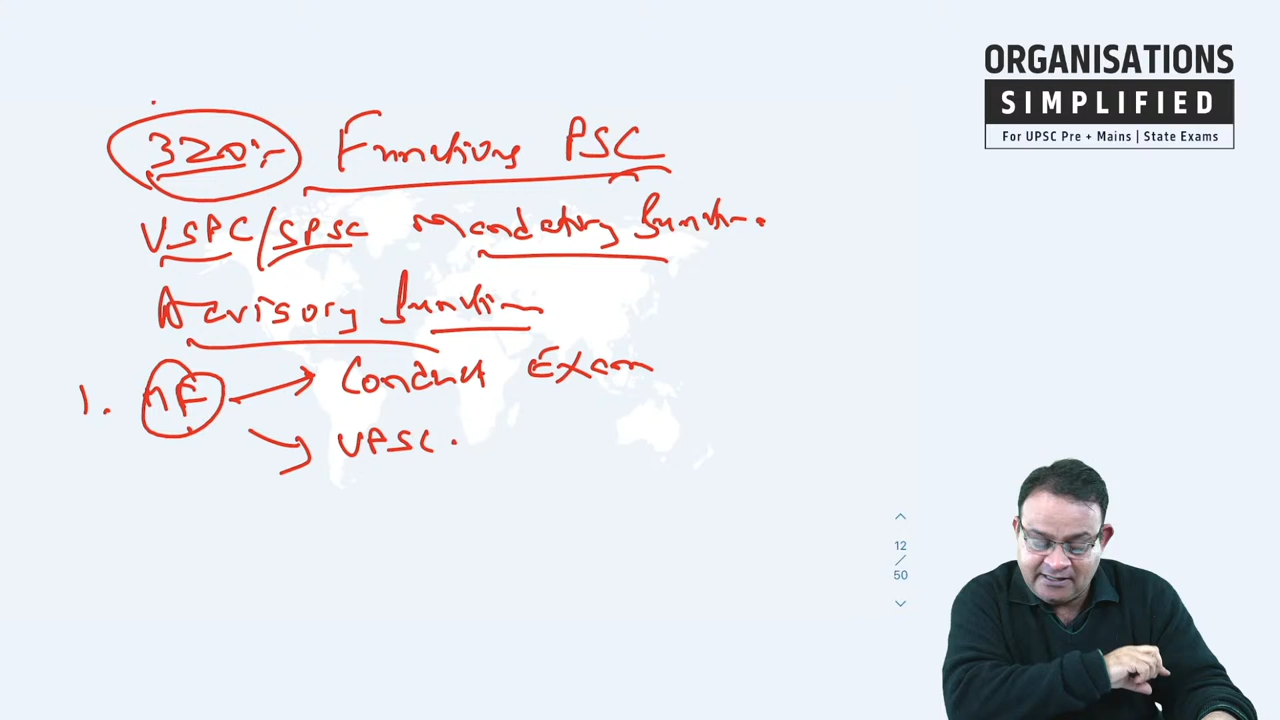 ORGANISATIONS
SIMPLIFIED
For UPSC Pre + Mains | State Exams
320:- Functions PSC
USPC/SPSC mandatory function.
Advisory function
1. MF → Conduct Exam
→ UPSC.
12
/
50